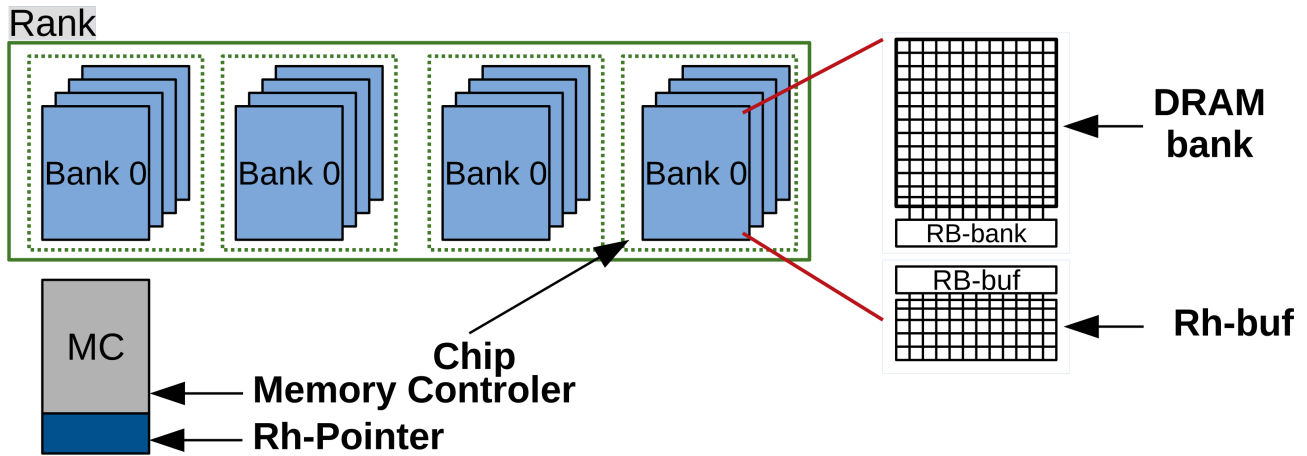 Rank
Bank 0
Bank 0
Bank 0
Bank 0
DRAM
bank
RB-bank
RB-buf
Rh-buf
MC
Chip
Memory Controler
Rh-Pointer